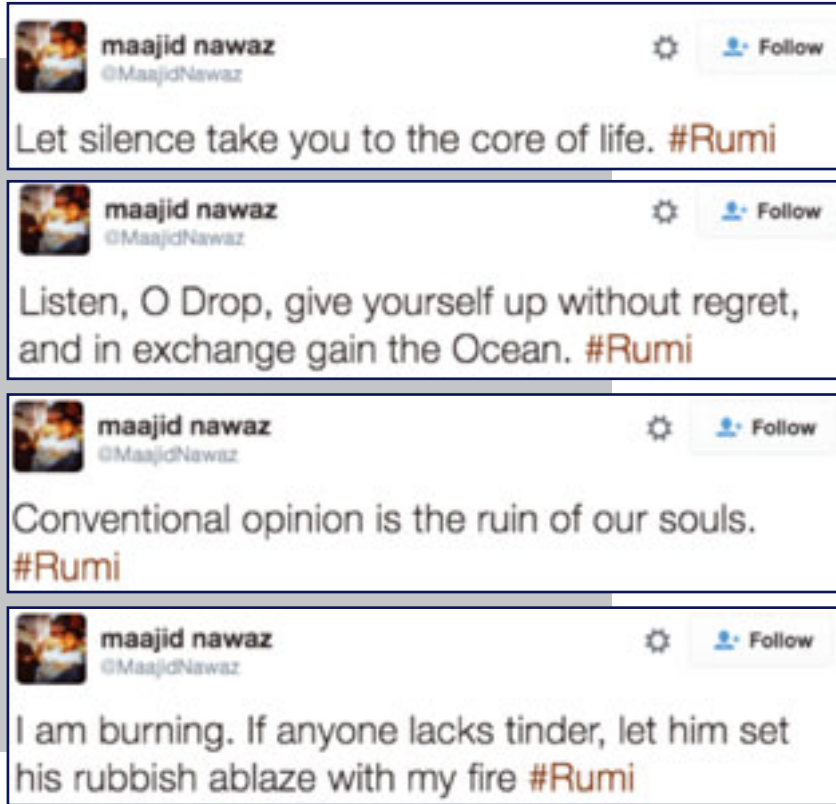 maajid nawaz
@MaajidNawaz
Follow
Let silence take you to the core of life. #Rumi
maajid nawaz
@MaajidNawaz
Follow
Listen, O Drop, give yourself up without regret,
and in exchange gain the Ocean. #Rumi
maajid nawaz
@MaajidNawaz
Follow
Conventional opinion is the ruin of our souls.
#Rumi
maajid nawaz
@MaajidNawaz
Follow
I am burning. If anyone lacks tinder, let him set
his rubbish ablaze with my fire #Rumi